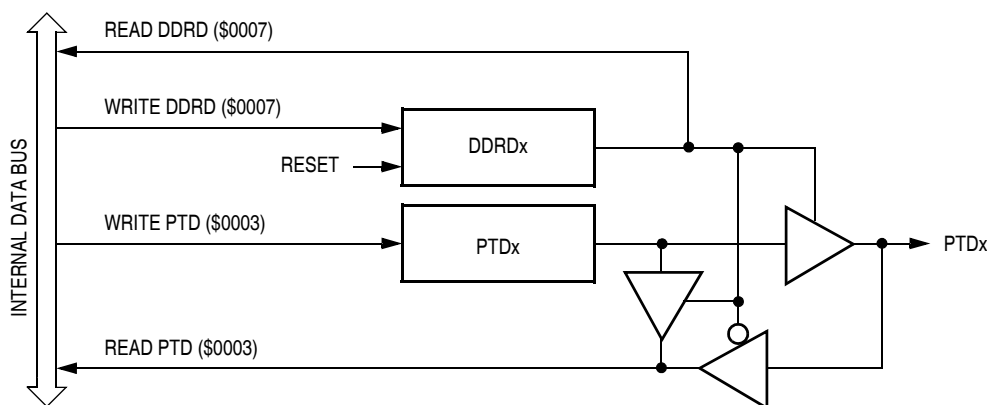 READ DDRD ($0007)
WRITE DDRD ($0007)
DDRDx
RESET
INTERNAL DATA BUS
WRITE PTD ($0003)
PTDx
PTDx
READ PTD ($0003)